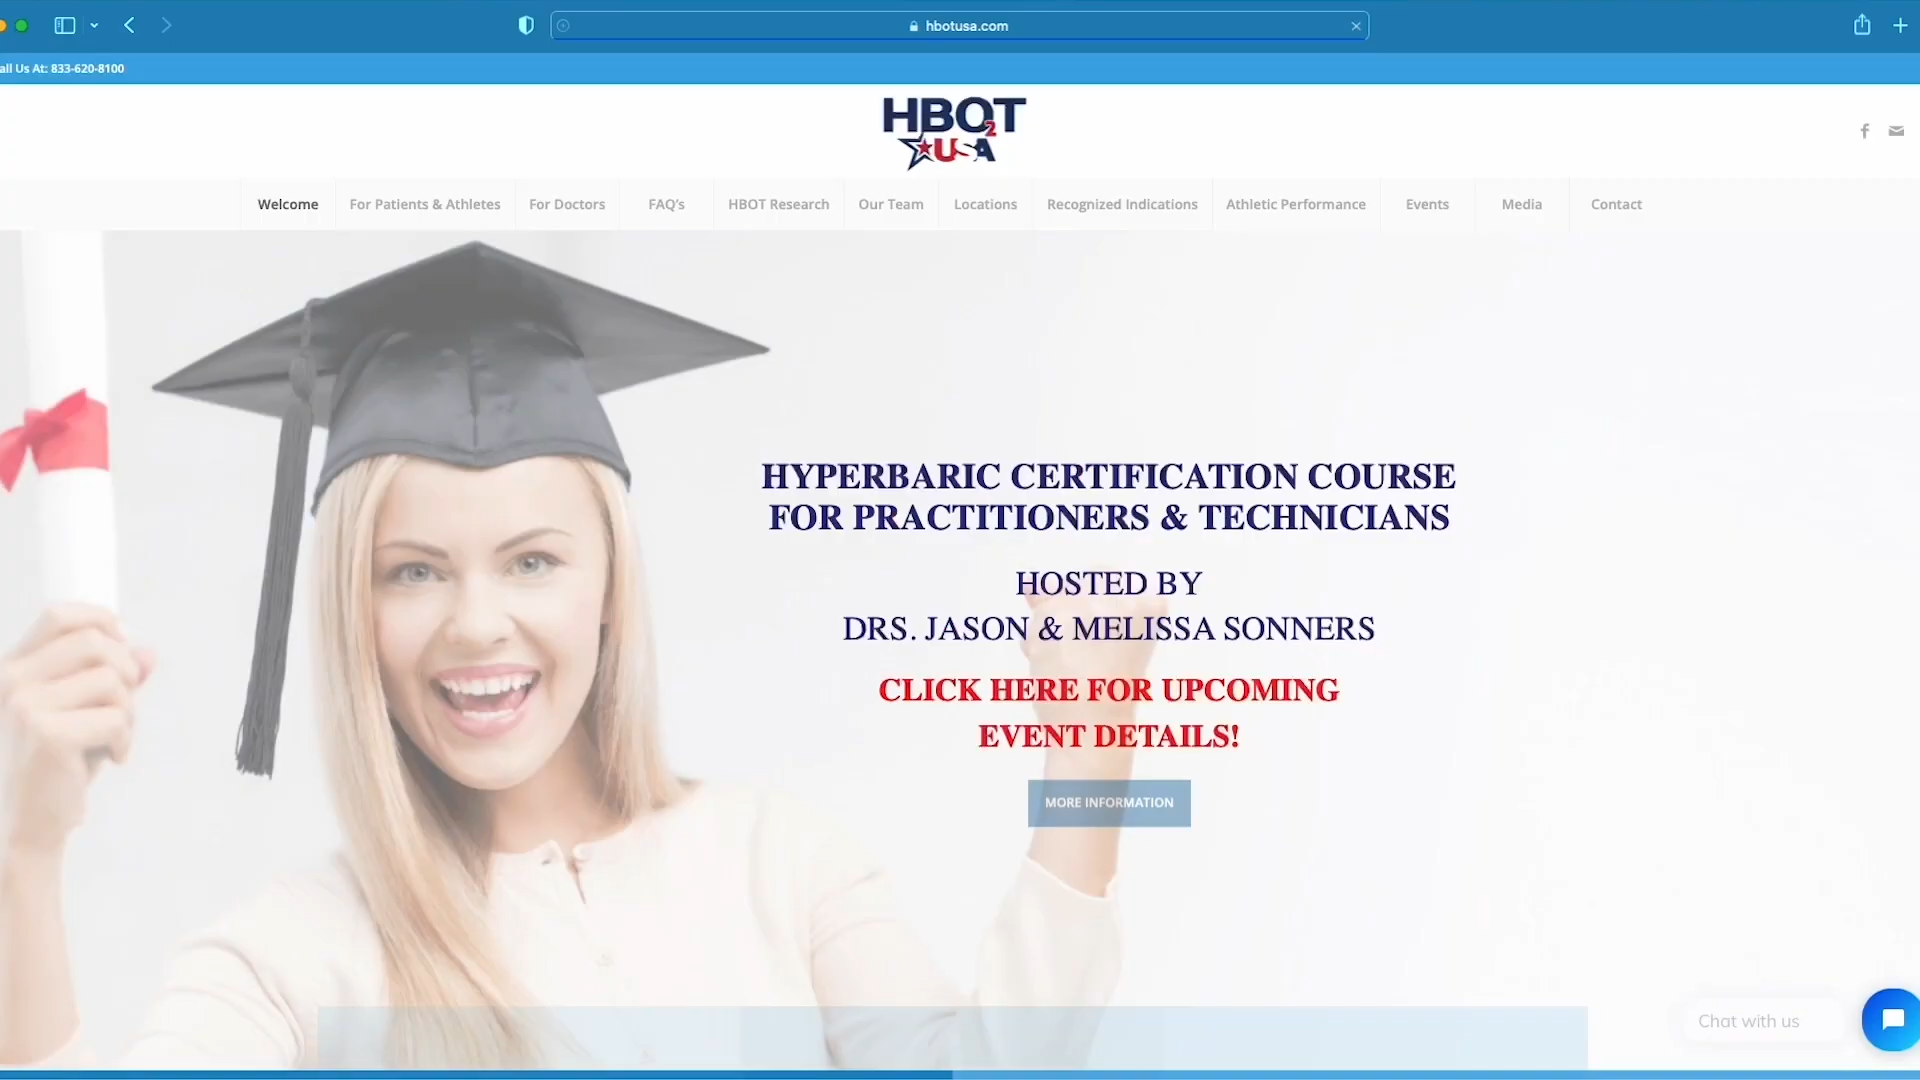 hbotusa.com
all Us At: 833-620-8100
HBO2T
USA
Welcome
For Patients & Athletes
For Doctors
FAQ's
HBOT Research
Our Team
Locations
Recognized Indications
Athletic Performance
Events
Media
Contact
HYPERBARIC CERTIFICATION COURSE
FOR PRACTITIONERS & TECHNICIANS
HOSTED BY
DRS. JASON & MELISSA SONNERS
CLICK HERE FOR UPCOMING
EVENT DETAILS!
MORE INFORMATION
Chat with us